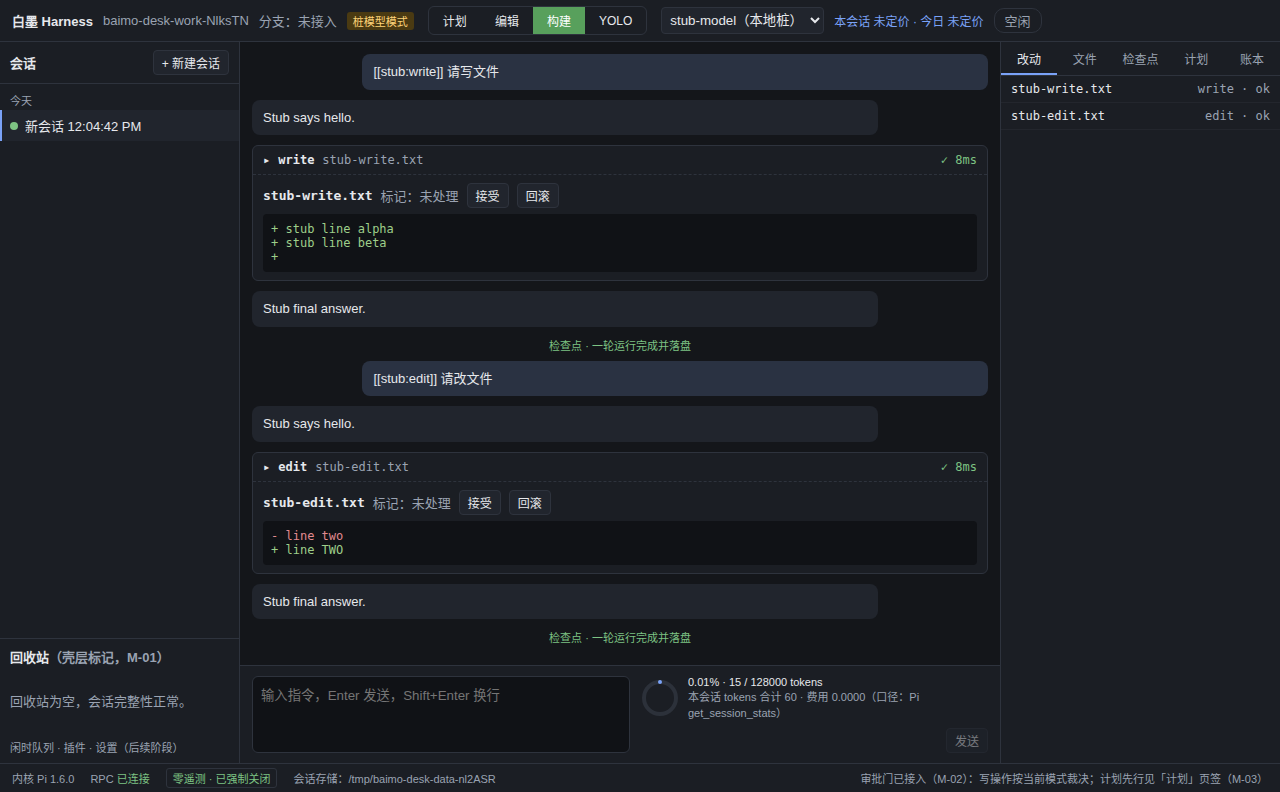 白墨 Harness baimo-desk-work-NlksTN 分支：未接入 桩模型模式 计划 编辑 构建 YOLO stub-model（本地桩） 本会话 未定价 · 今日 未定价 空闲
会话 + 新建会话
今天
新会话 12:04:42 PM
回收站（壳层标记，M-01）
回收站为空，会话完整性正常。
闲时队列 · 插件 · 设置（后续阶段）
[[stub:write]] 请写文件
Stub says hello.
▸ write stub-write.txt ✓ 8ms
stub-write.txt 标记：未处理 接受 回滚
+ stub line alpha
+ stub line beta
+
Stub final answer.
检查点 · 一轮运行完成并落盘
[[stub:edit]] 请改文件
Stub says hello.
▸ edit stub-edit.txt ✓ 8ms
stub-edit.txt 标记：未处理 接受 回滚
- line two
+ line TWO
Stub final answer.
检查点 · 一轮运行完成并落盘
输入指令，Enter 发送，Shift+Enter 换行
0.01% · 15 / 128000 tokens
本会话 tokens 合计 60 · 费用 0.0000（口径：Pi
get_session_stats）
发送
改动 文件 检查点 计划 账本
stub-write.txt write · ok
stub-edit.txt edit · ok
内核 Pi 1.6.0 RPC 已连接 零遥测 · 已强制关闭 会话存储：/tmp/baimo-desk-data-nl2ASR 审批门已接入（M-02）：写操作按当前模式裁决；计划先行见「计划」页签（M-03）